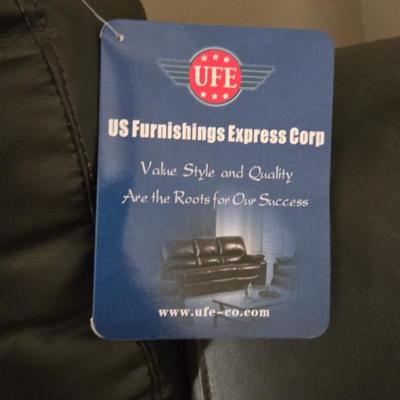 UFE
US Furnishings Express Corp
Value Style and Quality
Are the Roots for Our Success
www.ufe-co.com